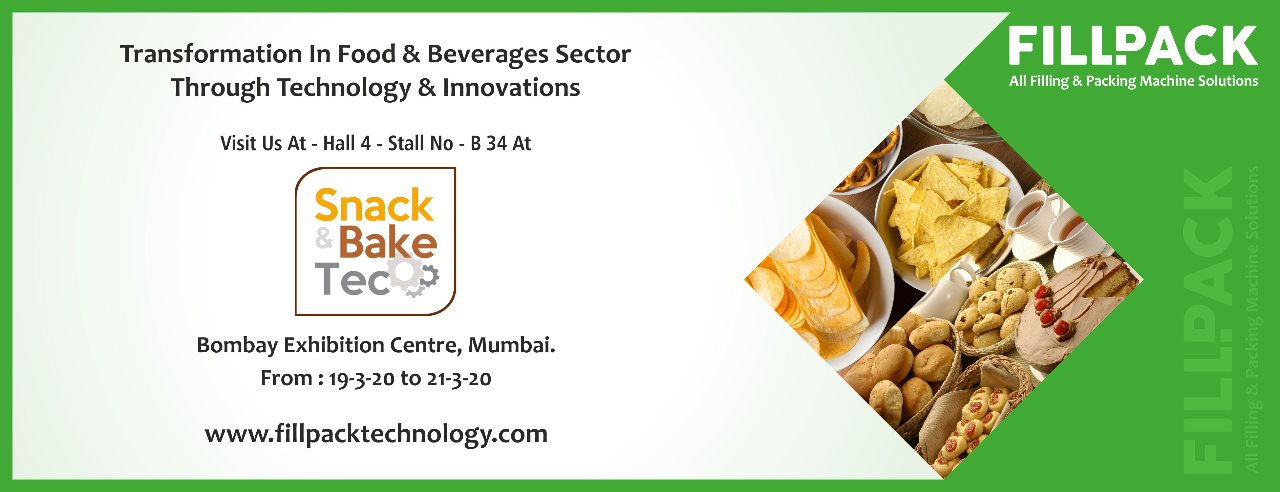 Transformation In Food & Beverages Sector
Through Technology & Innovations
Visit Us At - Hall 4 - Stall No - B 34 At
Snack
& Bake
Tec
Bombay Exhibition Centre, Mumbai.
From : 19-3-20 to 21-3-20
www.fillpacktechnology.com
FILLPACK
All Filling & Packing Machine Solutions
FILLPACK
All Filling & Packing Machine Solutions